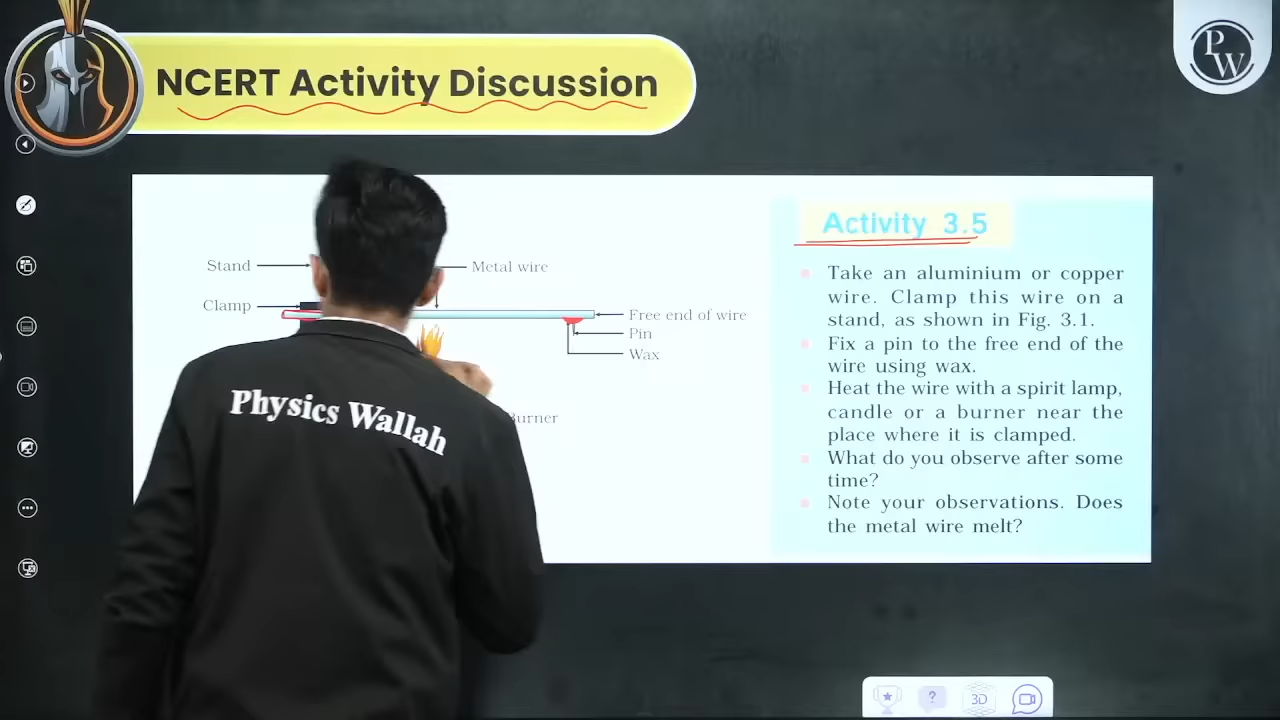 NCERT Activity Discussion
P
W
Activity 3.5
Stand
Metal wire
Clamp
Free end of wire
Pin
Wax
Burner
Take an aluminium or copper
wire. Clamp this wire on a
stand, as shown in Fig. 3.1.
Fix a pin to the free end of the
wire using wax.
Heat the wire with a spirit lamp,
candle or a burner near the
place where it is clamped.
What do you observe after some
time?
Note your observations. Does
the metal wire melt?
Physics Wallah
?
3D